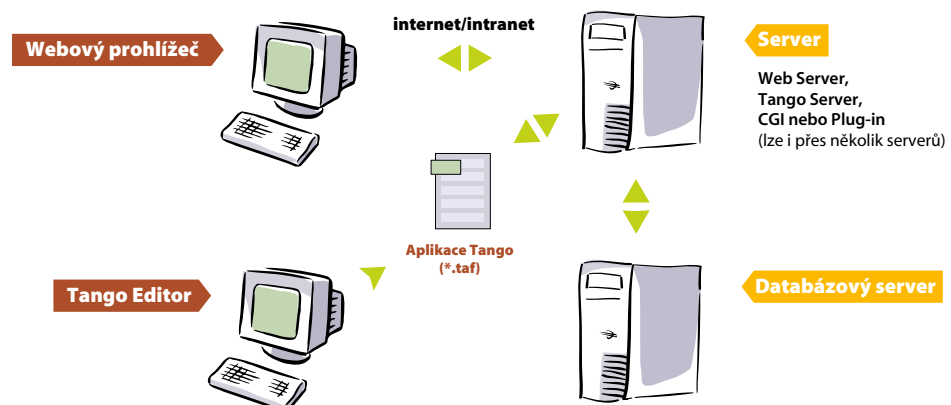 internet/intranet
Webový prohlížeč
Server
Web Server,
Tango Server,
CGI nebo Plug-in
(lze i přes několik serverů)
Aplikace Tango
(*.taf)
Tango Editor
Databázový server